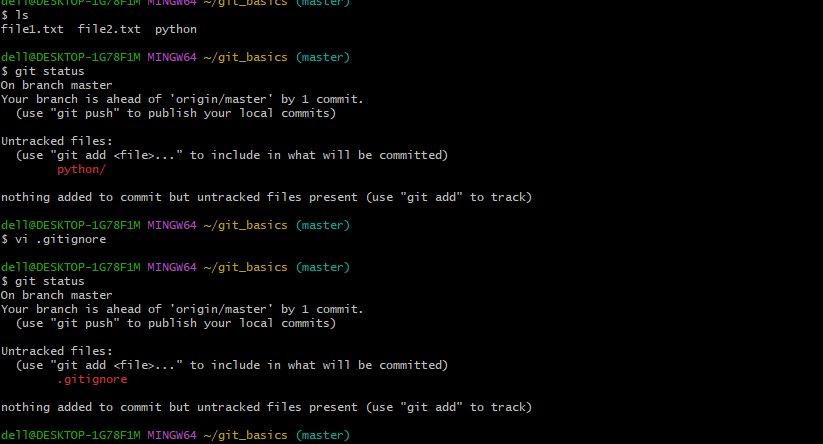 dell@DESKTOP-1G78F1M MINGW64 ~/git_basics (master)
$ ls
file1.txt  file2.txt  python
dell@DESKTOP-1G78F1M MINGW64 ~/git_basics (master)
$ git status
On branch master
Your branch is ahead of 'origin/master' by 1 commit.
  (use "git push" to publish your local commits)
Untracked files:
  (use "git add <file>..." to include in what will be committed)
        python/
nothing added to commit but untracked files present (use "git add" to track)
dell@DESKTOP-1G78F1M MINGW64 ~/git_basics (master)
$ vi .gitignore
dell@DESKTOP-1G78F1M MINGW64 ~/git_basics (master)
$ git status
On branch master
Your branch is ahead of 'origin/master' by 1 commit.
  (use "git push" to publish your local commits)
Untracked files:
  (use "git add <file>..." to include in what will be committed)
        .gitignore
nothing added to commit but untracked files present (use "git add" to track)
dell@DESKTOP-1G78F1M MINGW64 ~/git_basics (master)